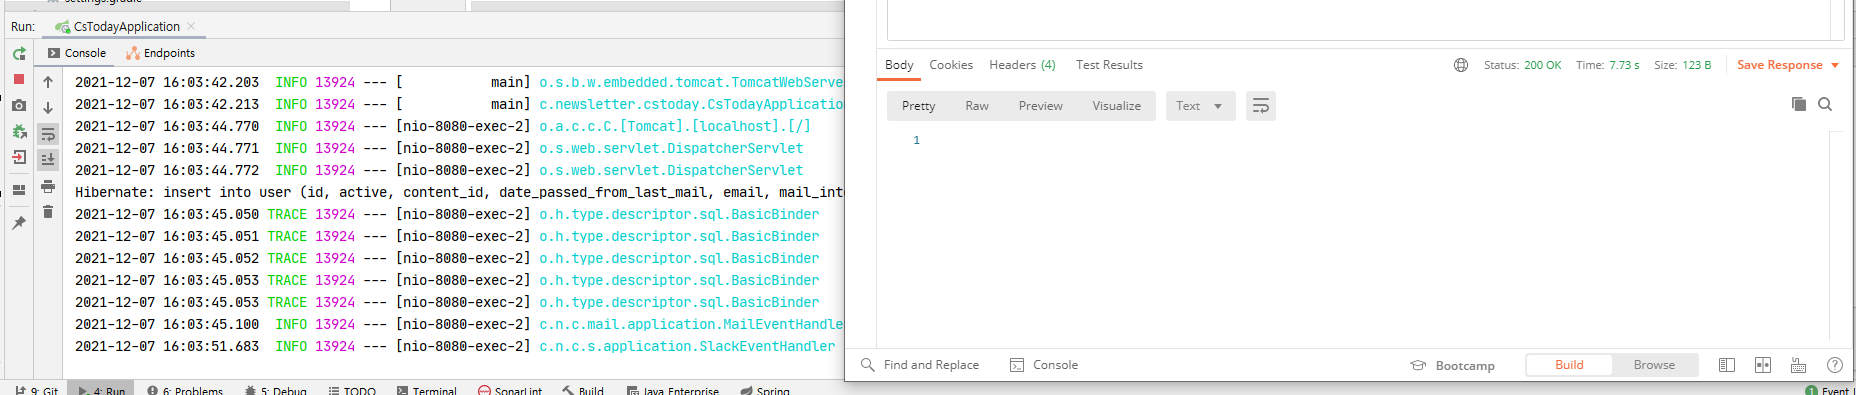 settings.gradle
Run: CsTodayApplication
Console Endpoints
2021-12-07 16:03:42.203  INFO 13924 --- [           main] o.s.b.w.embedded.tomcat.TomcatWebServe
2021-12-07 16:03:42.213  INFO 13924 --- [           main] c.newsletter.cstoday.CsTodayApplicatio
2021-12-07 16:03:44.770  INFO 13924 --- [nio-8080-exec-2] o.a.c.c.C.[Tomcat].[localhost].[/]
2021-12-07 16:03:44.771  INFO 13924 --- [nio-8080-exec-2] o.s.web.servlet.DispatcherServlet
2021-12-07 16:03:44.772  INFO 13924 --- [nio-8080-exec-2] o.s.web.servlet.DispatcherServlet
Hibernate: insert into user (id, active, content_id, date_passed_from_last_mail, email, mail_int
2021-12-07 16:03:45.050 TRACE 13924 --- [nio-8080-exec-2] o.h.type.descriptor.sql.BasicBinder
2021-12-07 16:03:45.051 TRACE 13924 --- [nio-8080-exec-2] o.h.type.descriptor.sql.BasicBinder
2021-12-07 16:03:45.052 TRACE 13924 --- [nio-8080-exec-2] o.h.type.descriptor.sql.BasicBinder
2021-12-07 16:03:45.053 TRACE 13924 --- [nio-8080-exec-2] o.h.type.descriptor.sql.BasicBinder
2021-12-07 16:03:45.053 TRACE 13924 --- [nio-8080-exec-2] o.h.type.descriptor.sql.BasicBinder
2021-12-07 16:03:45.100  INFO 13924 --- [nio-8080-exec-2] c.n.c.mail.application.MailEventHandle
2021-12-07 16:03:51.683  INFO 13924 --- [nio-8080-exec-2] c.n.c.s.application.SlackEventHandler
9: Git 4: Run 6: Problems 5: Debug TODO Terminal SonarLint Build Java Enterprise Spring
Body Cookies Headers (4) Test Results Status: 200 OK Time: 7.73 s Size: 123 B Save Response
Pretty Raw Preview Visualize Text
1
Find and Replace Console Bootcamp Build Browse
1 Event L